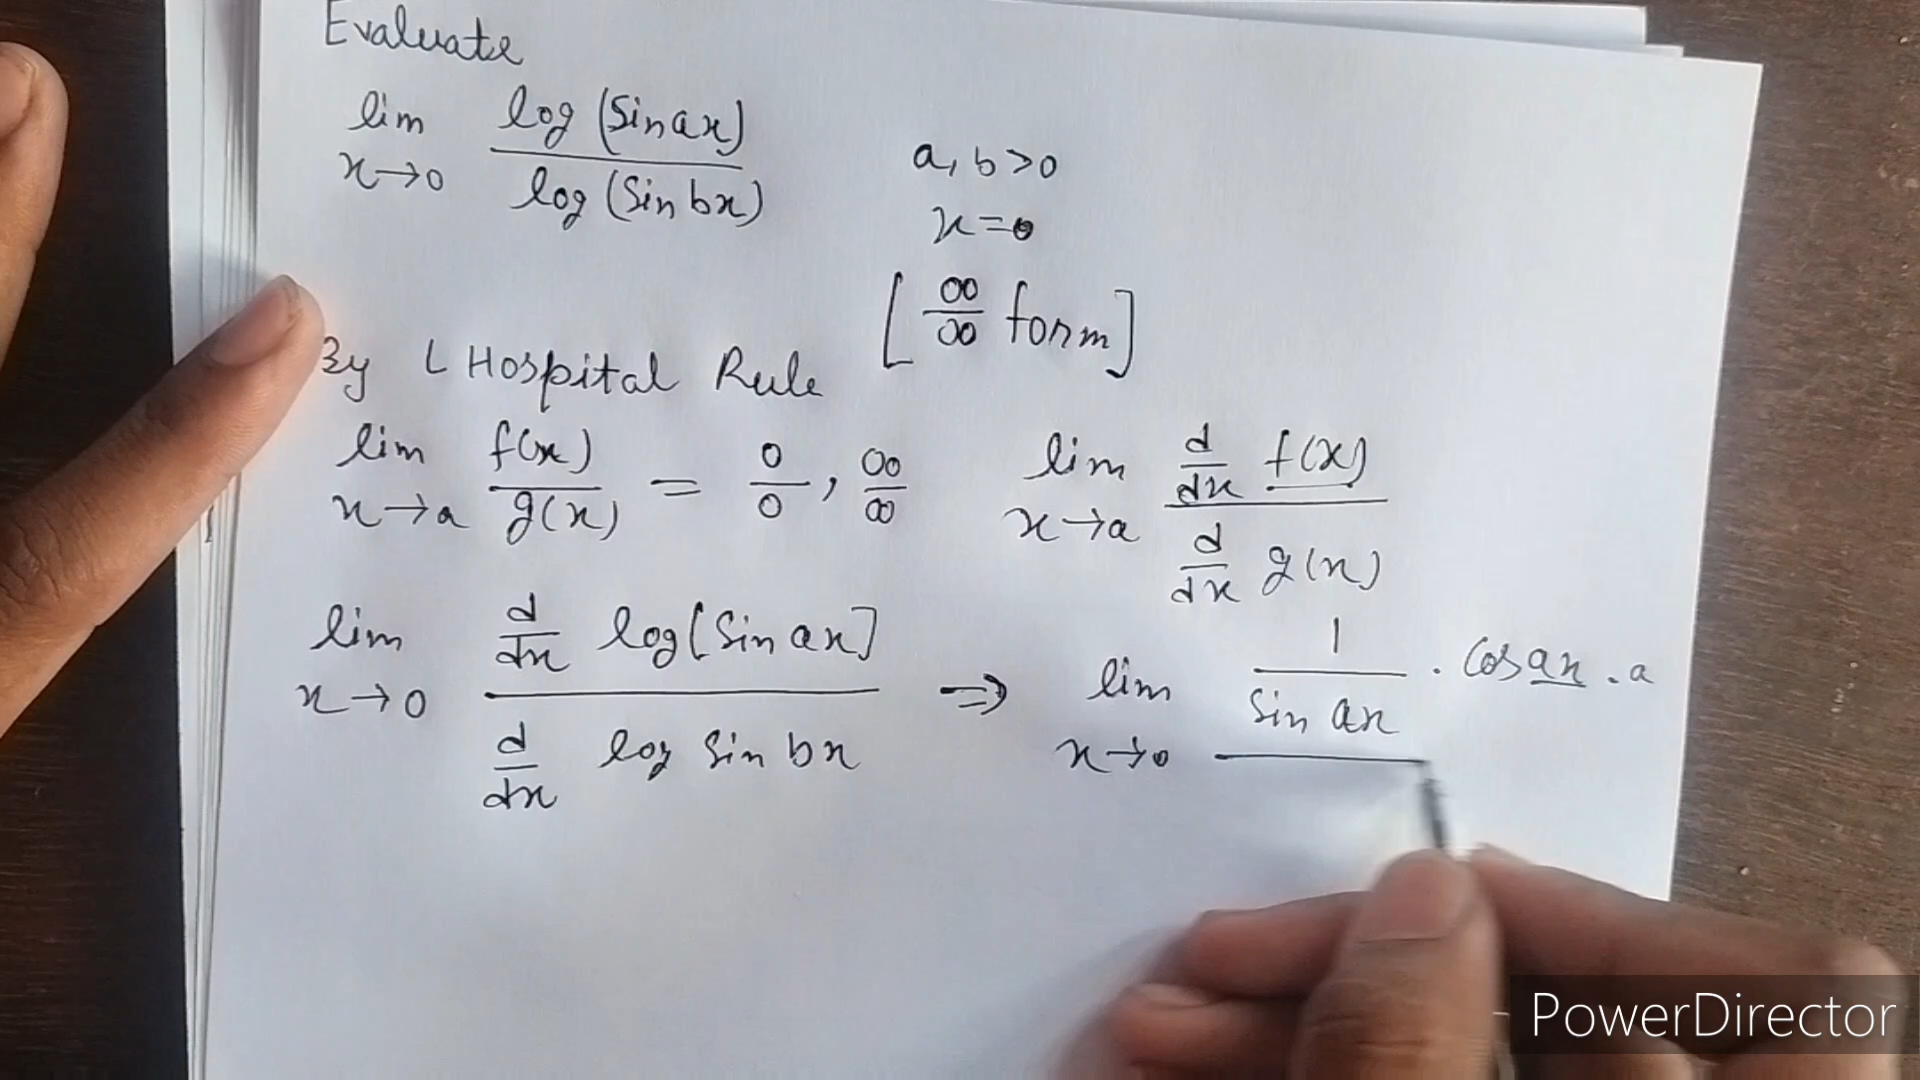 Evaluate
lim log (Sin ax)
x→0 log (Sin bx)
a, b > 0
x = 0
[ ∞/∞ form ]
By L Hospital Rule
lim f(x)
x→a g(x) = 0/0 , ∞/∞
lim d/dx f(x)
x→a d/dx g(x)
lim d/dx log [Sin ax]
x→0 d/dx log Sin bx
⇒ lim 1/Sin ax . Cos ax . a
x→0
PowerDirector